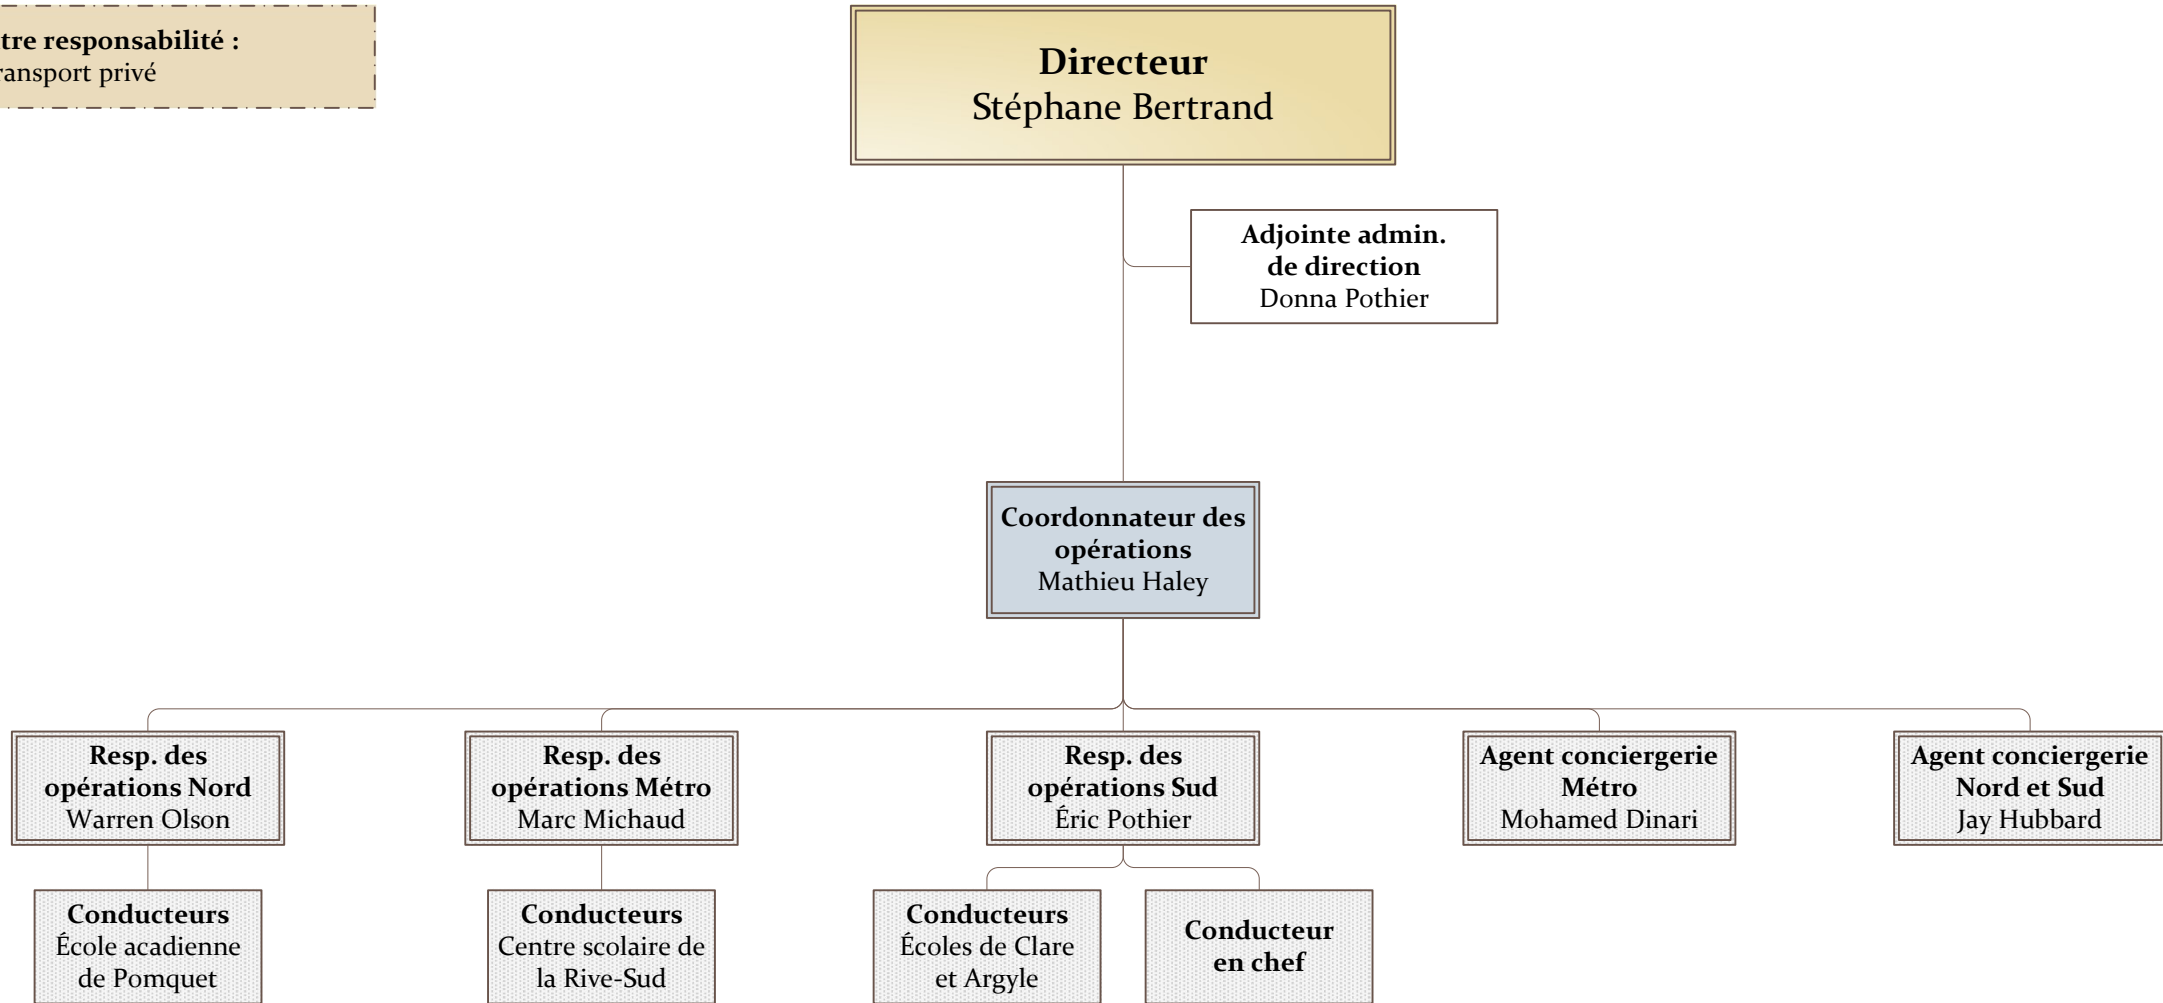 tre responsabilité :
ransport privé
Directeur
Stéphane Bertrand
Adjointe admin.
de direction
Donna Pothier
Coordonnateur des
opérations
Mathieu Haley
Resp. des
opérations Nord
Warren Olson
Resp. des
opérations Métro
Marc Michaud
Resp. des
opérations Sud
Éric Pothier
Agent conciergerie
Métro
Mohamed Dinari
Agent conciergerie
Nord et Sud
Jay Hubbard
Conducteurs
École acadienne
de Pomquet
Conducteurs
Centre scolaire de
la Rive-Sud
Conducteurs
Écoles de Clare
et Argyle
Conducteur
en chef